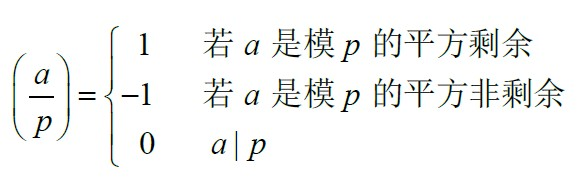 1 若 a 是模 p 的平方剩余
(a/p) = { -1 若 a 是模 p 的平方非剩余
0 a | p